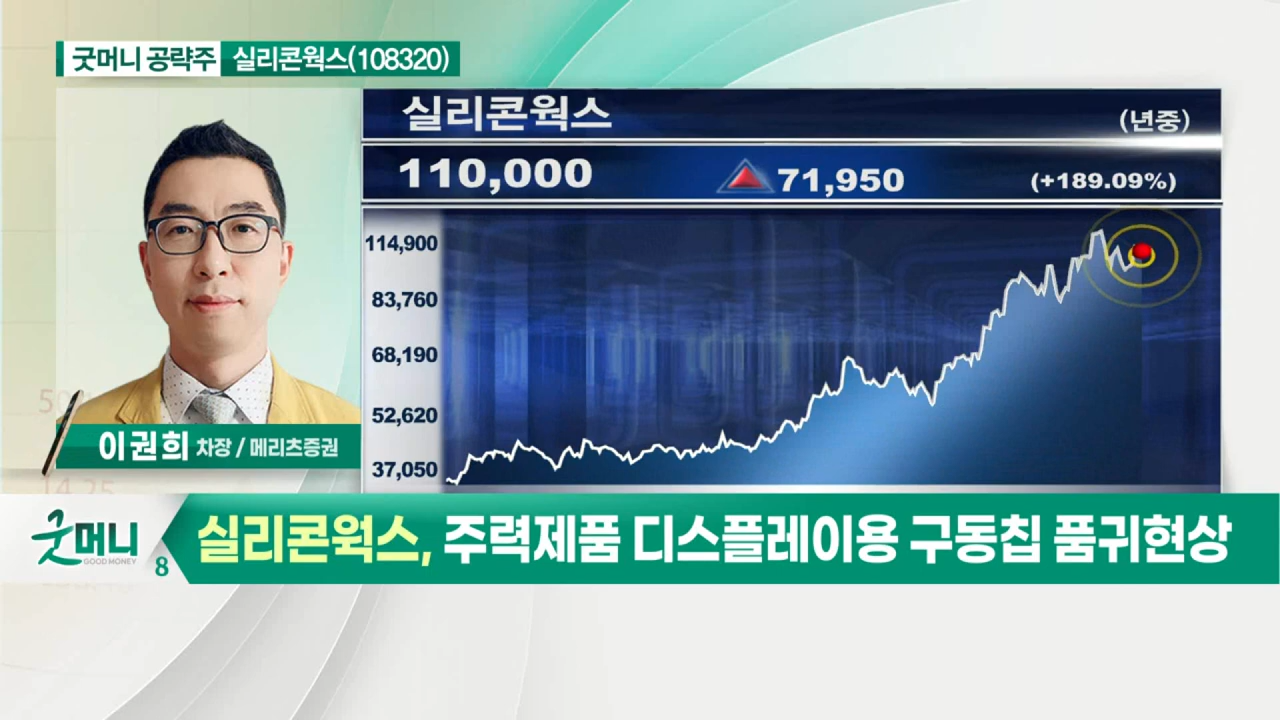 굿머니 공략주 실리콘웍스(108320)
실리콘웍스 (년중)
110,000 71,950 (+189.09%)
114,900
83,760
68,190
52,620
37,050
이권희 차장 / 메리츠증권
굿머니
GOOD MONEY
8
실리콘웍스, 주력제품 디스플레이용 구동칩 품귀현상